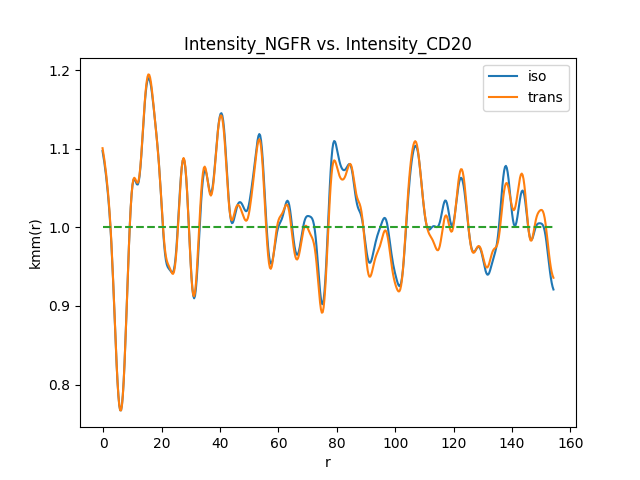 Intensity_NGFR vs. Intensity_CD20
iso
trans
kmm(r)
1.2
1.1
1.0
0.9
0.8
0 20 40 60 80 100 120 140 160
r